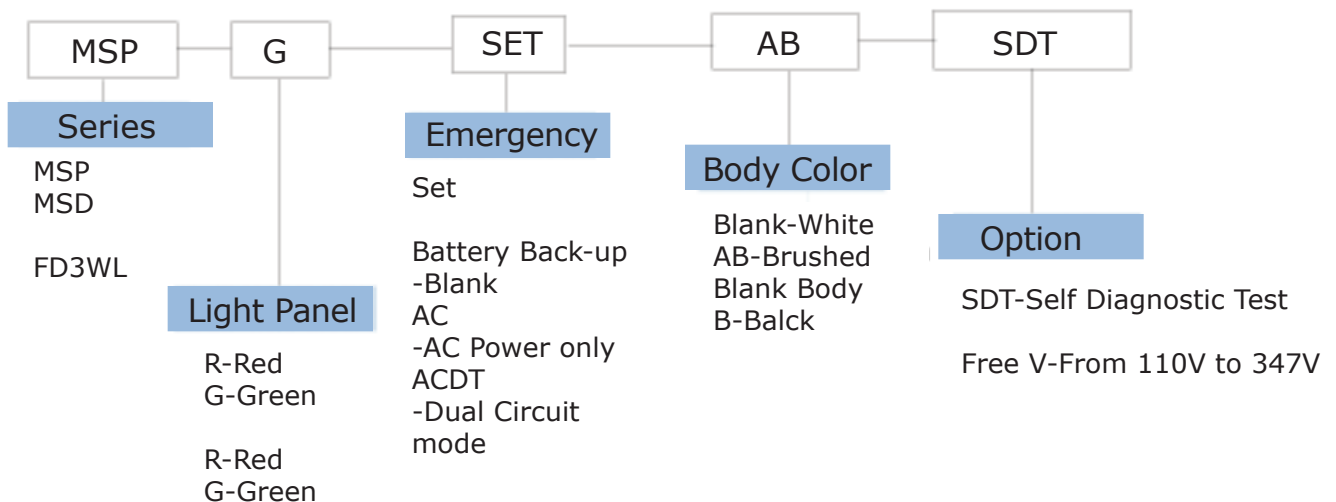 MSP
G
SET
AB
SDT
Series
MSP
MSD
FD3WL
Light Panel
R-Red
G-Green
R-Red
G-Green
Emergency
Set
Battery Back-up
-Blank
AC
-AC Power only
ACDT
-Dual Circuit
mode
Body Color
Blank-White
AB-Brushed
Blank Body
B-Balck
Option
SDT-Self Diagnostic Test
Free V-From 110V to 347V